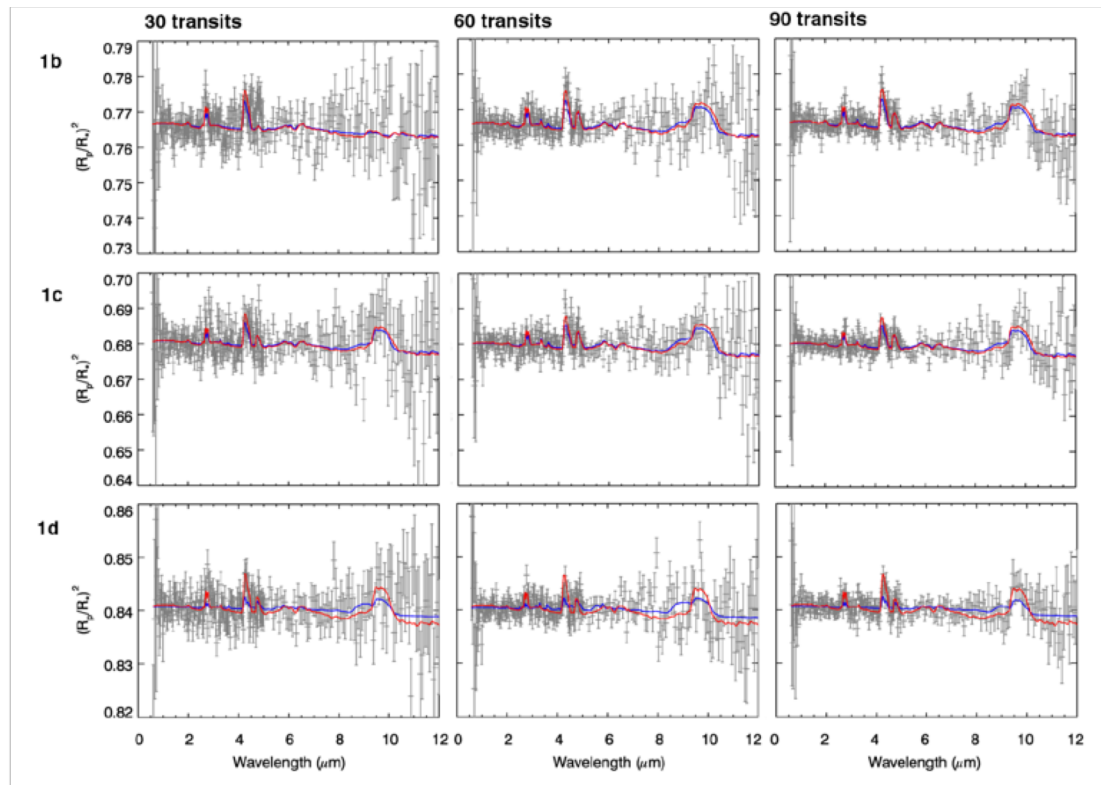 30 transits
60 transits
90 transits
1b
(Rp/R*)²
0.79
0.78
0.77
0.76
0.75
0.74
0.73
1c
(Rp/R*)²
0.70
0.69
0.68
0.67
0.66
0.65
0.64
1d
(Rp/R*)²
0.86
0.85
0.84
0.83
0.82
0 2 4 6 8 10 12
0 2 4 6 8 10 12
2 4 6 8 10 12
Wavelength (μm)
Wavelength (μm)
Wavelength (μm)